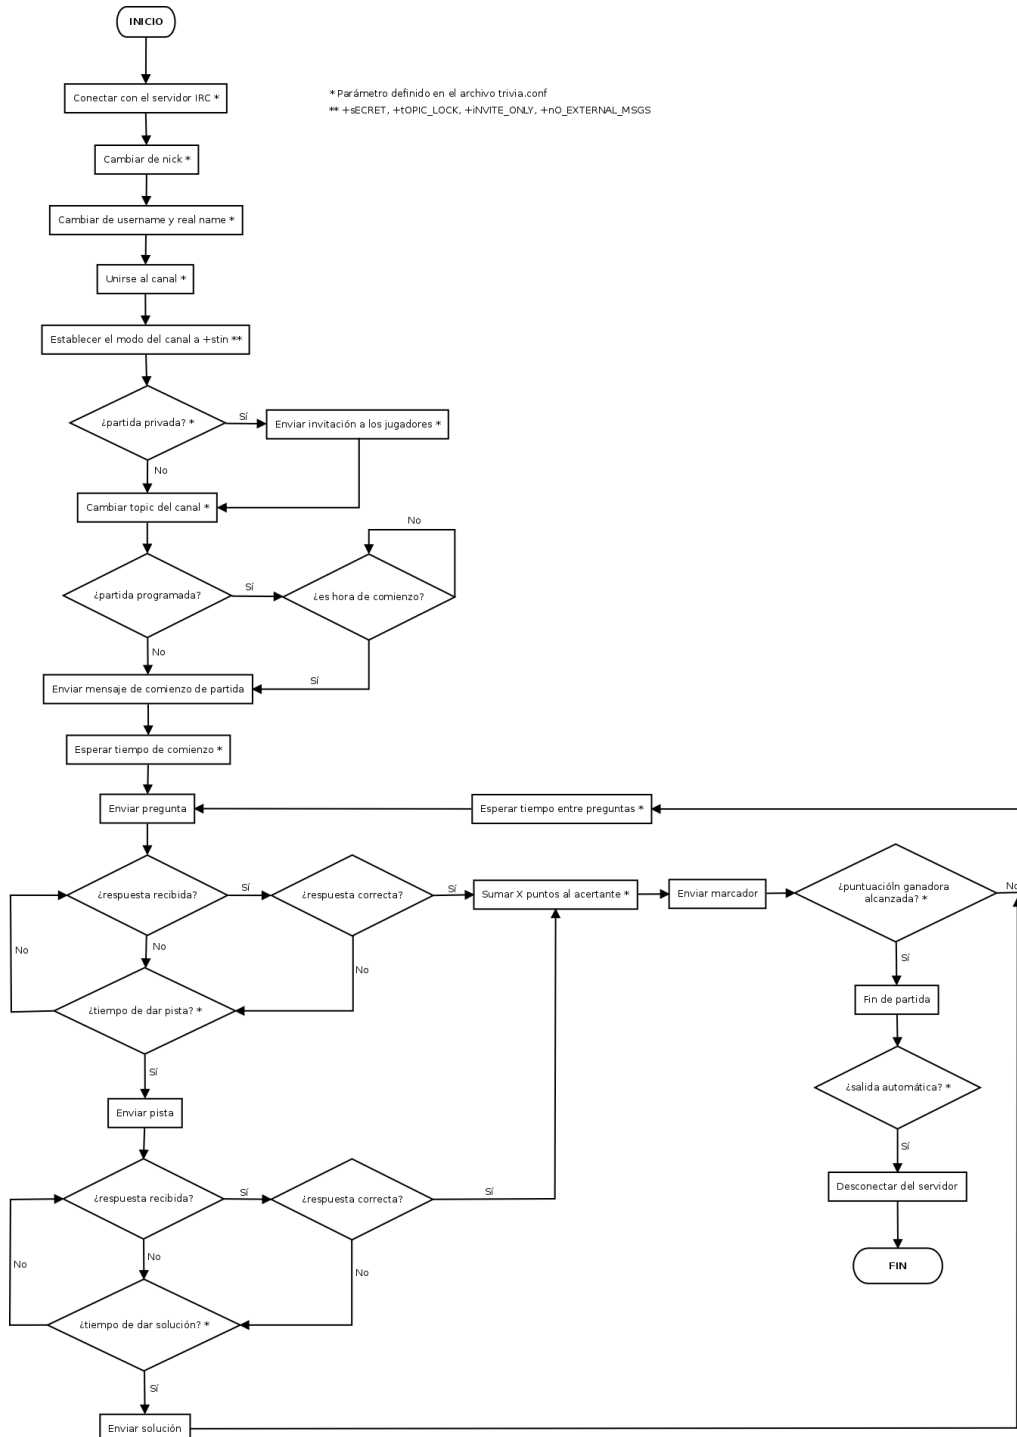 INICIO
Conectar con el servidor IRC *
* Parámetro definido en el archivo trivia.conf
** +sECRET, +tOPIC_LOCK, +iNVITE_ONLY, +nO_EXTERNAL_MSGS
Cambiar de nick *
Cambiar de username y real name *
Unirse al canal *
Establecer el modo del canal a +stin **
¿partida privada? *
Sí
Enviar invitación a los jugadores *
No
Cambiar topic del canal *
No
¿partida programada?
Sí
¿es hora de comienzo?
No
Sí
Enviar mensaje de comienzo de partida
Esperar tiempo de comienzo *
Enviar pregunta
Esperar tiempo entre preguntas *
¿respuesta recibida?
Sí
¿respuesta correcta?
Sí
Sumar X puntos al acertante *
Enviar marcador
¿puntuacióln ganadora
alcanzada? *
No
No
No
No
Sí
¿tiempo de dar pista? *
Fin de partida
Sí
¿salida automática? *
Enviar pista
Sí
¿respuesta recibida?
Sí
¿respuesta correcta?
Sí
Desconectar del servidor
No
No
No
FIN
¿tiempo de dar solución? *
Sí
Enviar solución